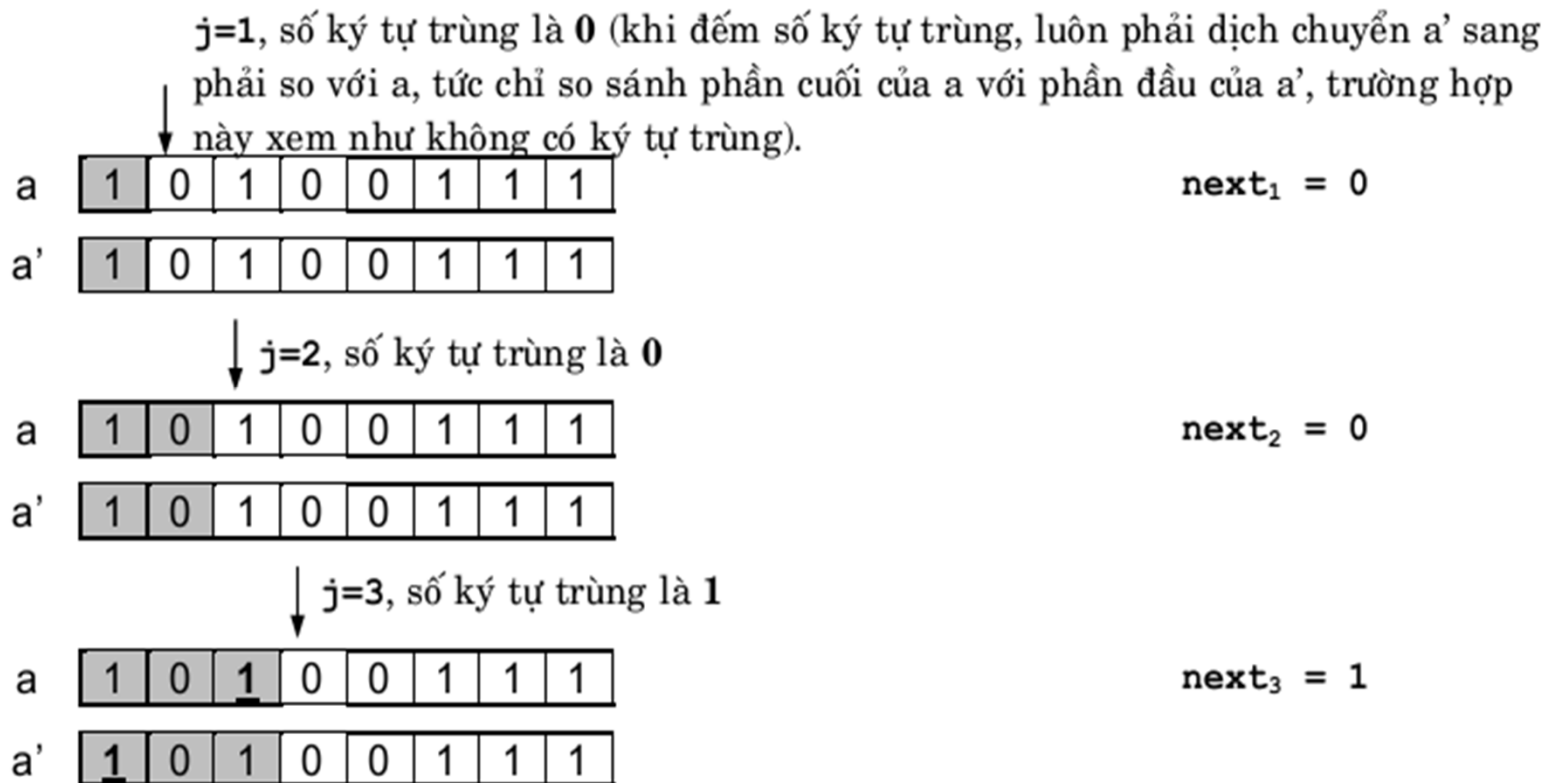 j=1, số ký tự trùng là 0 (khi đếm số ký tự trùng, luôn phải dịch chuyển a’ sang
phải so với a, tức chỉ so sánh phần cuối của a với phần đầu của a’, trường hợp
này xem như không có ký tự trùng).
a 1 0 1 0 0 1 1 1 next₁ = 0
a’ 1 0 1 0 0 1 1 1
j=2, số ký tự trùng là 0
a 1 0 1 0 0 1 1 1 next₂ = 0
a’ 1 0 1 0 0 1 1 1
j=3, số ký tự trùng là 1
a 1 0 1 0 0 1 1 1 next₃ = 1
a’ 1 0 1 0 0 1 1 1